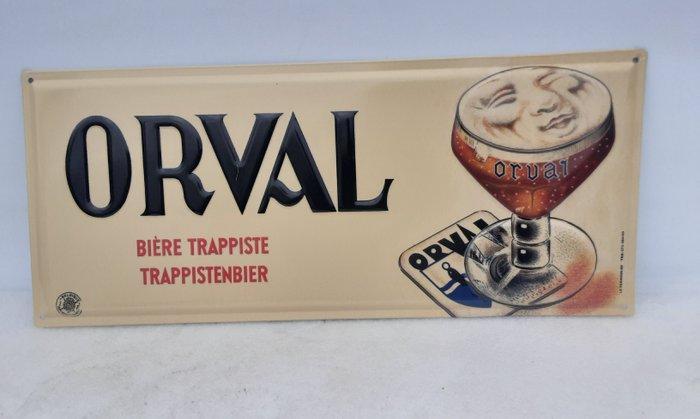 ORVAL
BIÈRE TRAPPISTE
TRAPPISTENBIER
orval
ORVAL